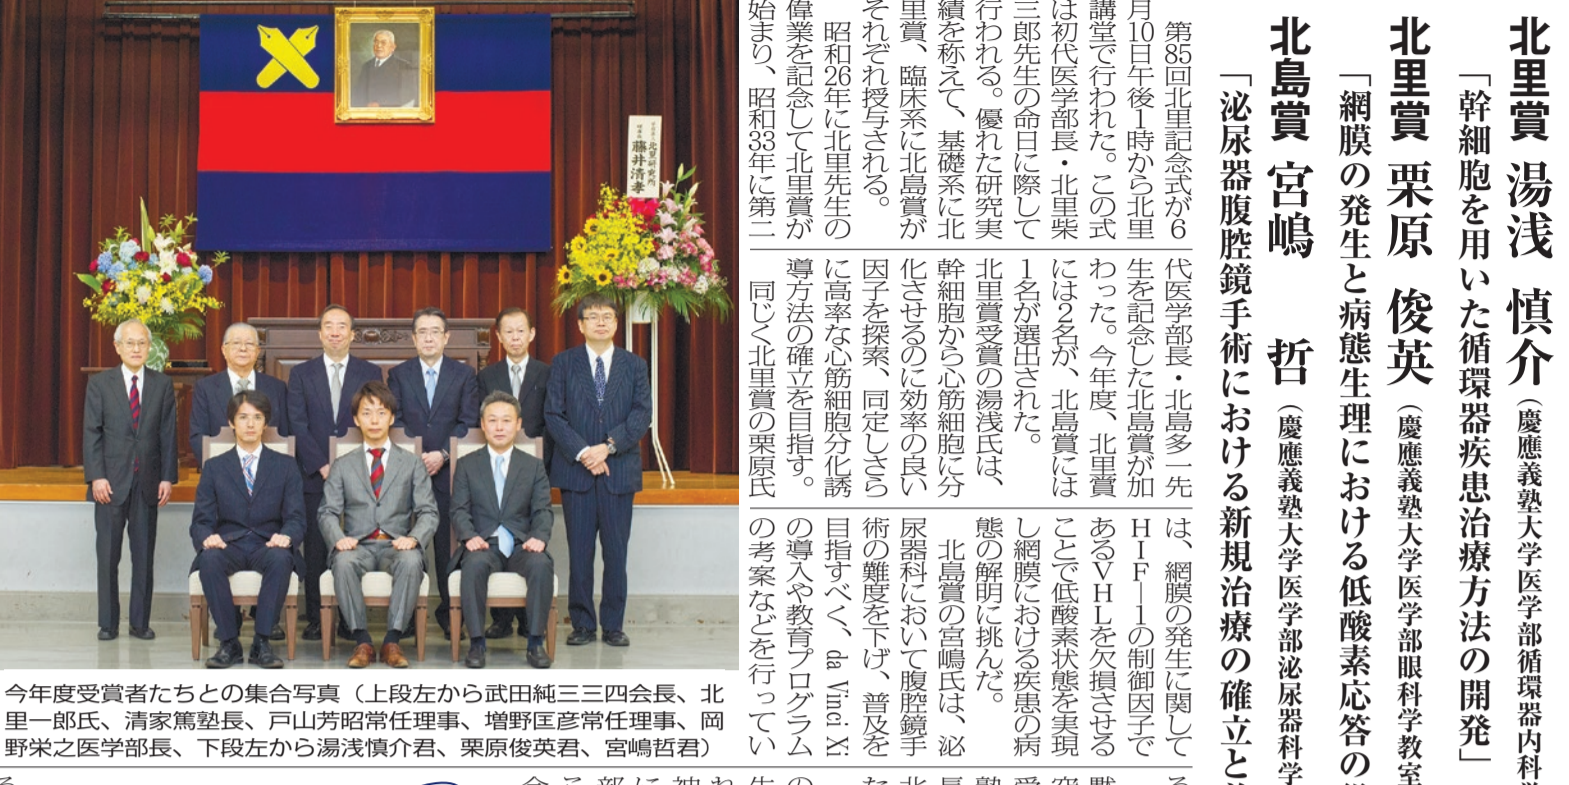 北里賞 湯浅 慎介（慶應義塾大学医学部循環器内科学
「幹細胞を用いた循環器疾患治療方法の開発」
北里賞 栗原 俊英（慶應義塾大学医学部眼科学教室
「網膜の発生と病態生理における低酸素応答の
北島賞 宮嶋 哲（慶應義塾大学医学部泌尿器科学
「泌尿器腹腔鏡手術における新規治療の確立と
第85回北里記念式が6
月10日午後1時から北里
講堂で行われた。この式
は初代医学部長・北里柴
三郎先生の命日に際して
行われる。優れた研究実
績を称えて、基礎系に北
里賞、臨床系に北島賞が
それぞれ授与される。
昭和26年に北里先生の
偉業を記念して北里賞が
始まり、昭和33年に第二
代医学部長・北島多一先
生を記念した北島賞が加
わった。今年度、北里賞
には2名が、北島賞には
1名が選出された。
北里賞受賞の湯浅氏は、
幹細胞から心筋細胞に分
化させるのに効率の良い
因子を探索、同定しさら
に高率な心筋細胞分化誘
導方法の確立を目指す。
同じく北里賞の栗原氏
は、網膜の発生に関して
HIF―1の制御因子で
あるVHLを欠損させる
ことで低酸素状態を実現
し網膜における疾患の病
態の解明に挑んだ。
北島賞の宮嶋氏は、泌
尿器科において腹腔鏡手
術の難度を下げ、普及を
目指すべく、da Vinci Xi
の導入や教育プログラム
の考案などを行ってい
北里研究所
藤井清孝
今年度受賞者たちとの集合写真（上段左から武田純三三四会長、北
里一郎氏、清家篤塾長、戸山芳昭常任理事、増野匡彦常任理事、岡
野栄之医学部長、下段左から湯浅慎介君、栗原俊英君、宮嶋哲君）